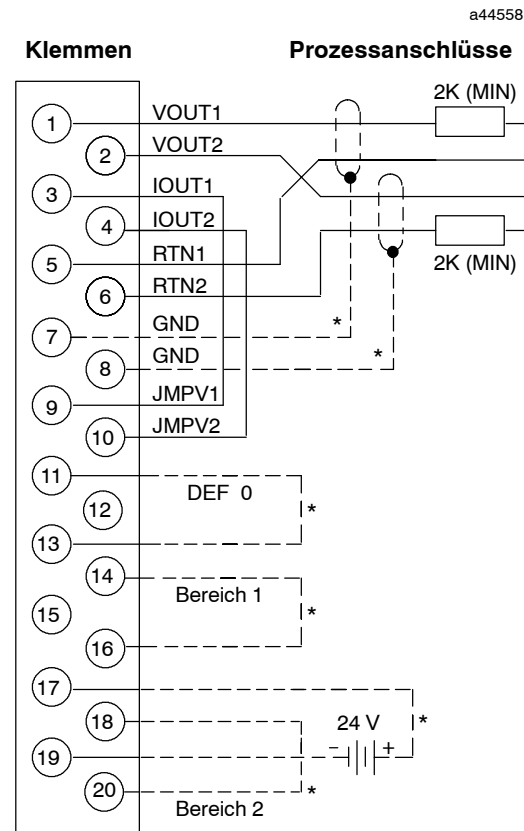 a44558
Klemmen Prozessanschlüsse
2K (MIN)
1 VOUT1
2 VOUT2
3 IOUT1
4 IOUT2
5 RTN1
2K (MIN)
6 RTN2
7 GND *
8 GND *
9 JMPV1
10 JMPV2
11
DEF 0
12 *
13
14
Bereich 1
15 *
16
17
18 24 V *
19 - +
20 *
Bereich 2